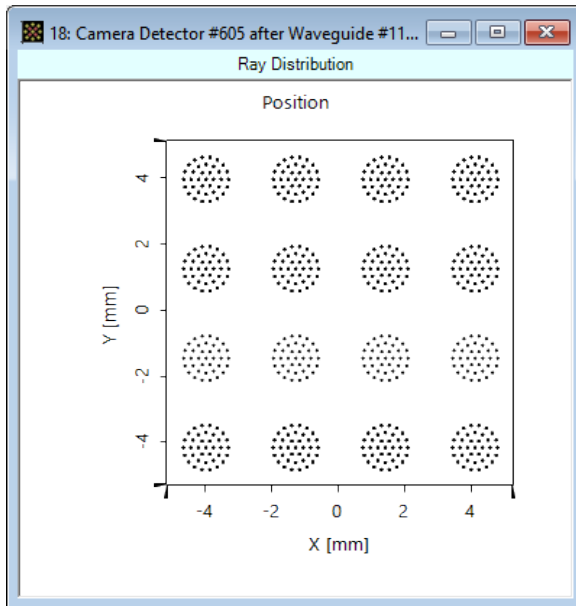 18: Camera Detector #605 after Waveguide #11...
Ray Distribution
Position
Y [mm]
4
2
0
-2
-4
-4 -2 0 2 4
X [mm]